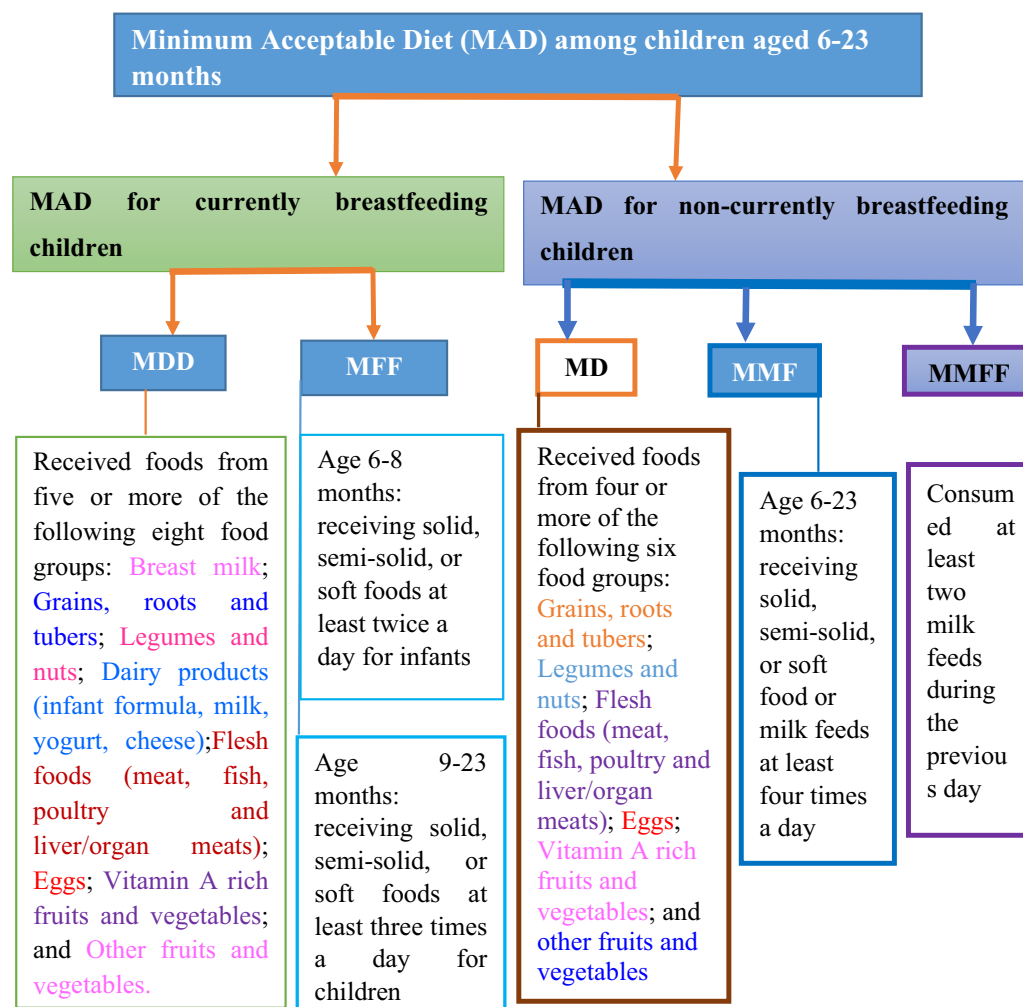 Minimum Acceptable Diet (MAD) among children aged 6-23
months
MAD for currently breastfeeding
children
MAD for non-currently breastfeeding
children
MDD
MFF
MD
MMF
MMFF
Received foods from
five or more of the
following eight food
groups: Breast milk;
Grains, roots and
tubers; Legumes and
nuts; Dairy products
(infant formula, milk,
yogurt, cheese);Flesh
foods (meat, fish,
poultry and
liver/organ meats);
Eggs; Vitamin A rich
fruits and vegetables;
and Other fruits and
vegetables.
Age 6-8
months:
receiving solid,
semi-solid, or
soft foods at
least twice a
day for infants
Age 9-23
months:
receiving solid,
semi-solid, or
soft foods at
least three times
a day for
children
Received foods
from four or
more of the
following six
food groups:
Grains, roots
and tubers;
Legumes and
nuts; Flesh
foods (meat,
fish, poultry and
liver/organ
meats); Eggs;
Vitamin A rich
fruits and
vegetables; and
other fruits and
vegetables
Age 6-23
months:
receiving
solid,
semi-solid,
or soft
food or
milk feeds
at least
four times
a day
Consum
ed at
least
two
milk
feeds
during
the
previou
s day